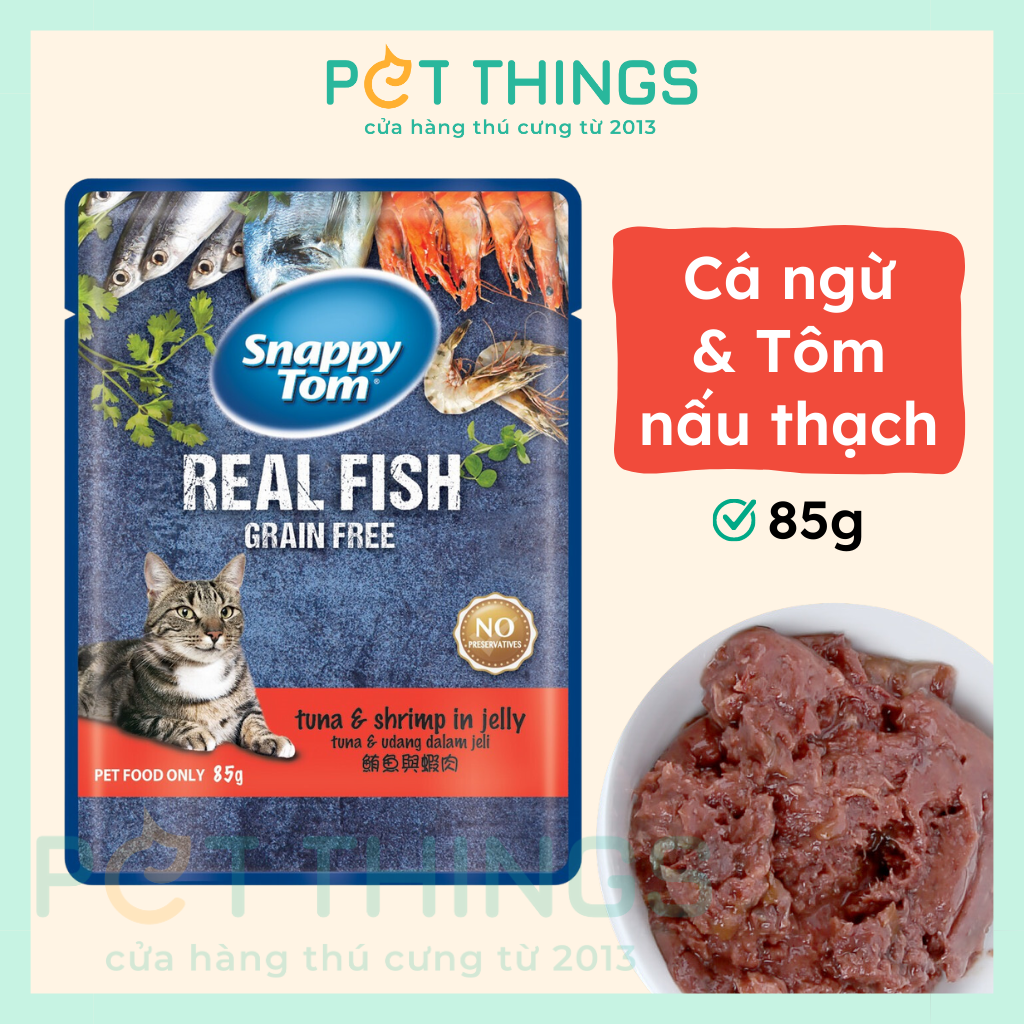 PET THINGS
cửa hàng thú cưng từ 2013
Snappy
Tom®
REAL FISH
GRAIN FREE
NO
PRESERVATIVES
tuna & shrimp in jelly
tuna & udang dalam jeli
鮪魚與蝦肉
PET FOOD ONLY 85g
Cá ngừ
& Tôm
nấu thạch
85g
PET THINGS
cửa hàng thú cưng từ 2013